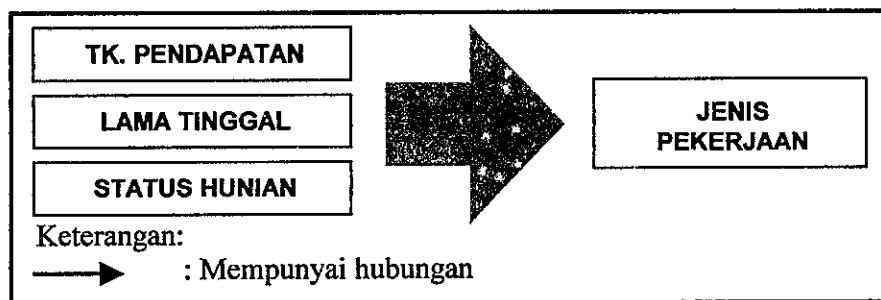 TK. PENDAPATAN
LAMA TINGGAL
STATUS HUNIAN
JENIS
PEKERJAAN
Keterangan:
: Mempunyai hubungan